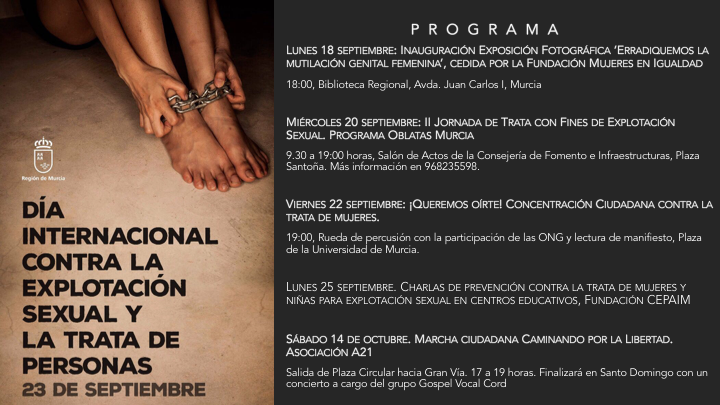 Región de Murcia
DÍA
INTERNACIONAL
CONTRA LA
EXPLOTACIÓN
SEXUAL Y
LA TRATA DE
PERSONAS
23 DE SEPTIEMBRE
PROGRAMA
Lunes 18 septiembre: Inauguración Exposición Fotográfica ‘Erradiquemos la
mutilación genital femenina’, cedida por la Fundación Mujeres en Igualdad
18:00, Biblioteca Regional, Avda. Juan Carlos I, Murcia
Miércoles 20 septiembre: II Jornada de Trata con Fines de Explotación
Sexual. Programa Oblatas Murcia
9.30 a 19:00 horas, Salón de Actos de la Consejería de Fomento e Infraestructuras, Plaza
Santoña. Más información en 968235598.
Viernes 22 septiembre: ¡Queremos oírte! Concentración Ciudadana contra la
trata de mujeres.
19:00, Rueda de percusión con la participación de las ONG y lectura de manifiesto, Plaza
de la Universidad de Murcia.
Lunes 25 septiembre. Charlas de prevención contra la trata de mujeres y
niñas para explotación sexual en centros educativos, Fundación CEPAIM
Sábado 14 de octubre. Marcha ciudadana Caminando por la Libertad.
Asociación A21
Salida de Plaza Circular hacia Gran Vía. 17 a 19 horas. Finalizará en Santo Domingo con un
concierto a cargo del grupo Gospel Vocal Cord